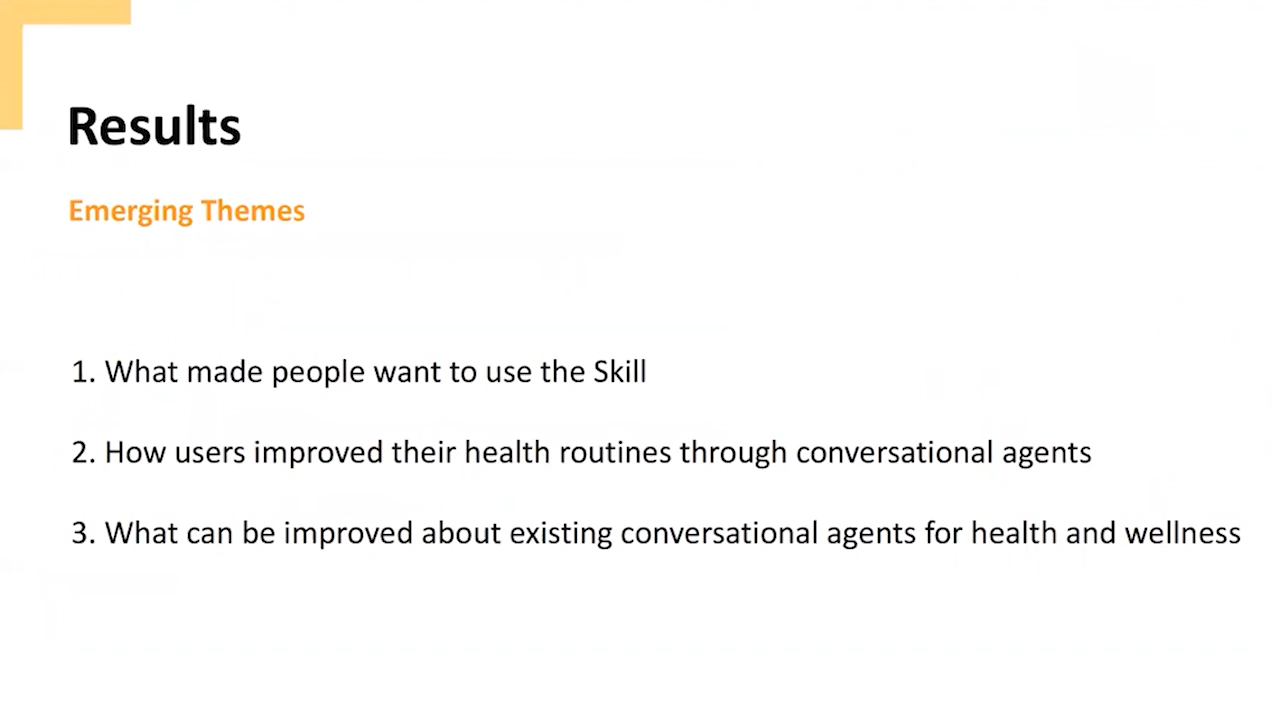 Results
Emerging Themes
1. What made people want to use the Skill
2. How users improved their health routines through conversational agents
3. What can be improved about existing conversational agents for health and wellness